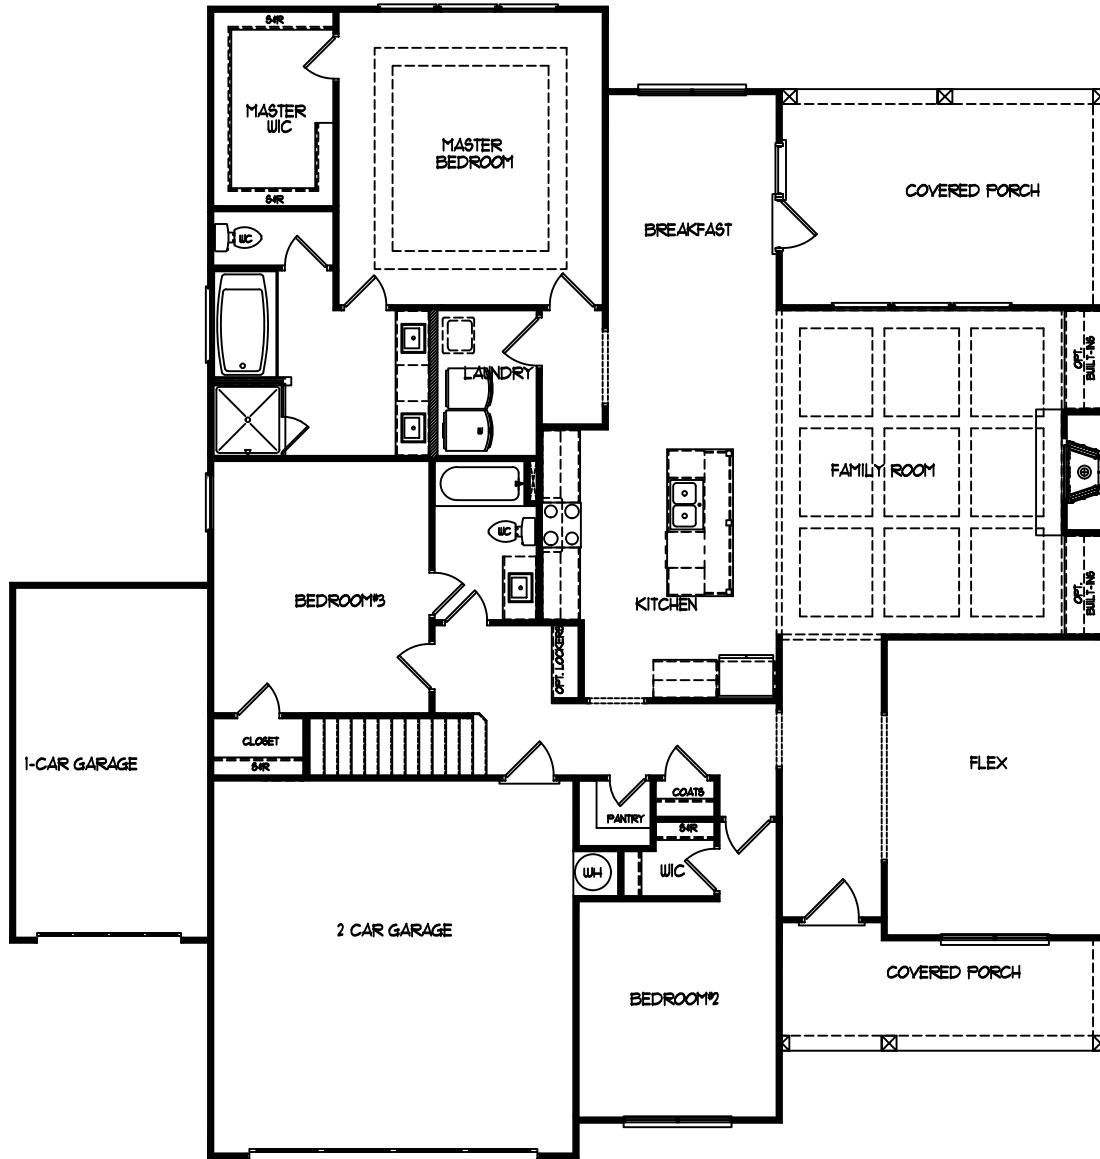 S&R
MASTER
WIC
S&R
MASTER
BEDROOM
COVERED PORCH
BREAKFAST
WC
OPT.
BUILT-INS
LAUNDRY
FAMILY ROOM
WC
OPT.
BUILT-INS
BEDROOM#3
KITCHEN
OPT. LOCKERS
CLOSET
S&R
1-CAR GARAGE
FLEX
COATS
PANTRY
S&R
WH
WIC
2 CAR GARAGE
COVERED PORCH
BEDROOM#2